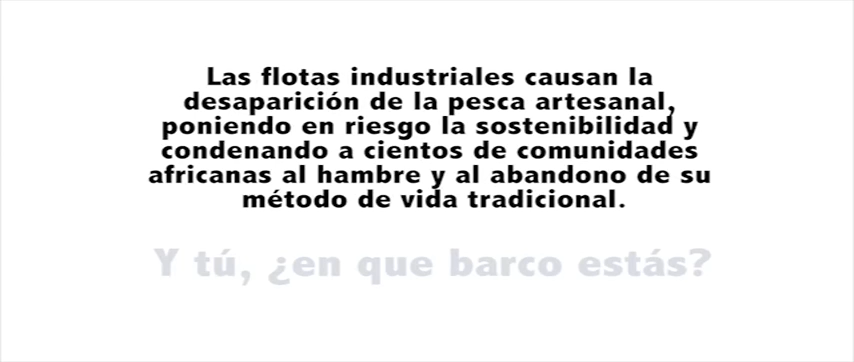 Las flotas industriales causan la
desaparición de la pesca artesanal,
poniendo en riesgo la sostenibilidad y
condenando a cientos de comunidades
africanas al hambre y al abandono de su
método de vida tradicional.
Y tú, ¿en que barco estás?